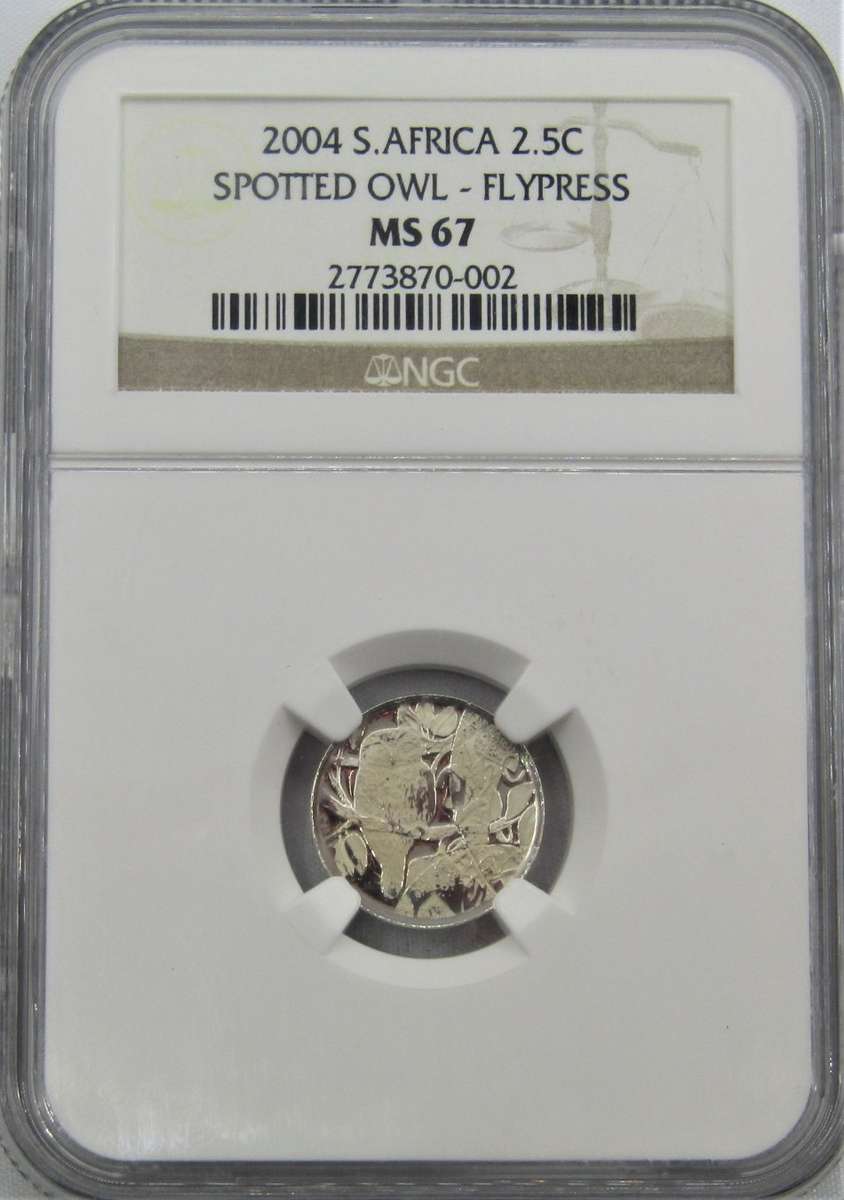 2004 S.AFRICA 2.5C
SPOTTED OWL - FLYPRESS
MS 67
2773870-002
NGC